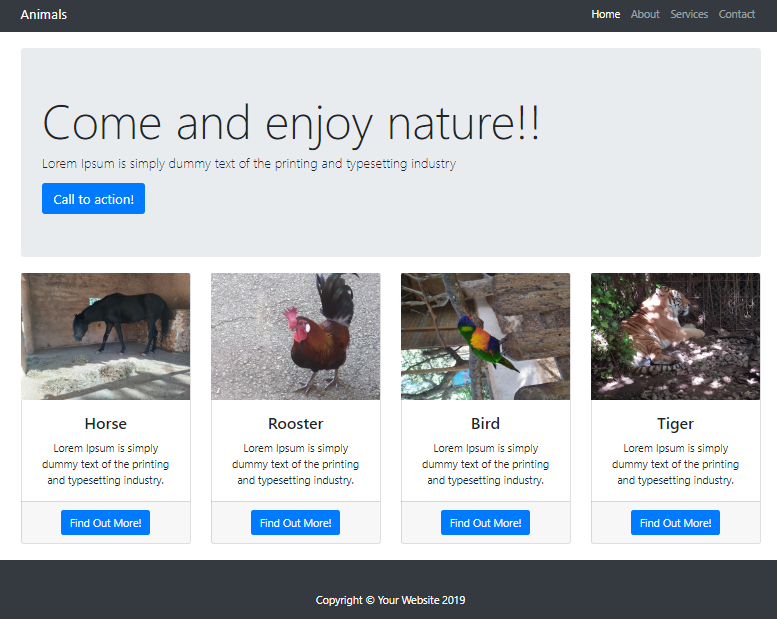 Animals
Home About Services Contact
Come and enjoy nature!!
Lorem Ipsum is simply dummy text of the printing and typesetting industry
Call to action!
Horse
Lorem Ipsum is simply
dummy text of the printing
and typesetting industry.
Find Out More!
Rooster
Lorem Ipsum is simply
dummy text of the printing
and typesetting industry.
Find Out More!
Bird
Lorem Ipsum is simply
dummy text of the printing
and typesetting industry.
Find Out More!
Tiger
Lorem Ipsum is simply
dummy text of the printing
and typesetting industry.
Find Out More!
Copyright © Your Website 2019